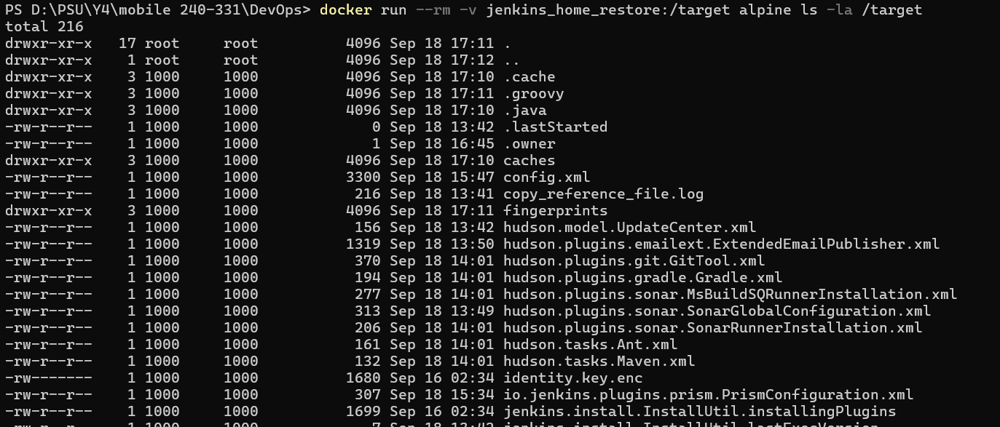 PS D:\PSU\Y4\mobile 240-331\DevOps> docker run --rm -v jenkins_home_restore:/target alpine ls -la /target
total 216
drwxr-xr-x   17 root     root          4096 Sep 18 17:11 .
drwxr-xr-x    1 root     root          4096 Sep 18 17:12 ..
drwxr-xr-x    3 1000     1000          4096 Sep 18 17:10 .cache
drwxr-xr-x    3 1000     1000          4096 Sep 18 17:11 .groovy
drwxr-xr-x    3 1000     1000          4096 Sep 18 17:10 .java
-rw-r--r--    1 1000     1000             0 Sep 18 13:42 .lastStarted
-rw-r--r--    1 1000     1000             1 Sep 18 16:45 .owner
drwxr-xr-x    3 1000     1000          4096 Sep 18 17:10 caches
-rw-r--r--    1 1000     1000          3300 Sep 18 15:47 config.xml
-rw-r--r--    1 1000     1000           216 Sep 18 13:41 copy_reference_file.log
drwxr-xr-x    3 1000     1000          4096 Sep 18 17:11 fingerprints
-rw-r--r--    1 1000     1000           156 Sep 18 13:42 hudson.model.UpdateCenter.xml
-rw-r--r--    1 1000     1000          1319 Sep 18 13:50 hudson.plugins.emailext.ExtendedEmailPublisher.xml
-rw-r--r--    1 1000     1000           370 Sep 18 14:01 hudson.plugins.git.GitTool.xml
-rw-r--r--    1 1000     1000           194 Sep 18 14:01 hudson.plugins.gradle.Gradle.xml
-rw-r--r--    1 1000     1000           277 Sep 18 14:01 hudson.plugins.sonar.MsBuildSQRunnerInstallation.xml
-rw-r--r--    1 1000     1000           313 Sep 18 13:49 hudson.plugins.sonar.SonarGlobalConfiguration.xml
-rw-r--r--    1 1000     1000           206 Sep 18 14:01 hudson.plugins.sonar.SonarRunnerInstallation.xml
-rw-r--r--    1 1000     1000           161 Sep 18 14:01 hudson.tasks.Ant.xml
-rw-r--r--    1 1000     1000           132 Sep 18 14:01 hudson.tasks.Maven.xml
-rw-------    1 1000     1000          1680 Sep 16 02:34 identity.key.enc
-rw-r--r--    1 1000     1000           307 Sep 18 15:34 io.jenkins.plugins.prism.PrismConfiguration.xml
-rw-r--r--    1 1000     1000          1699 Sep 16 02:34 jenkins.install.InstallUtil.installingPlugins
-rw-r--r--    1 1000     1000             7 Sep 18 13:42 jenkins.install.InstallUtil.lastExecVersion